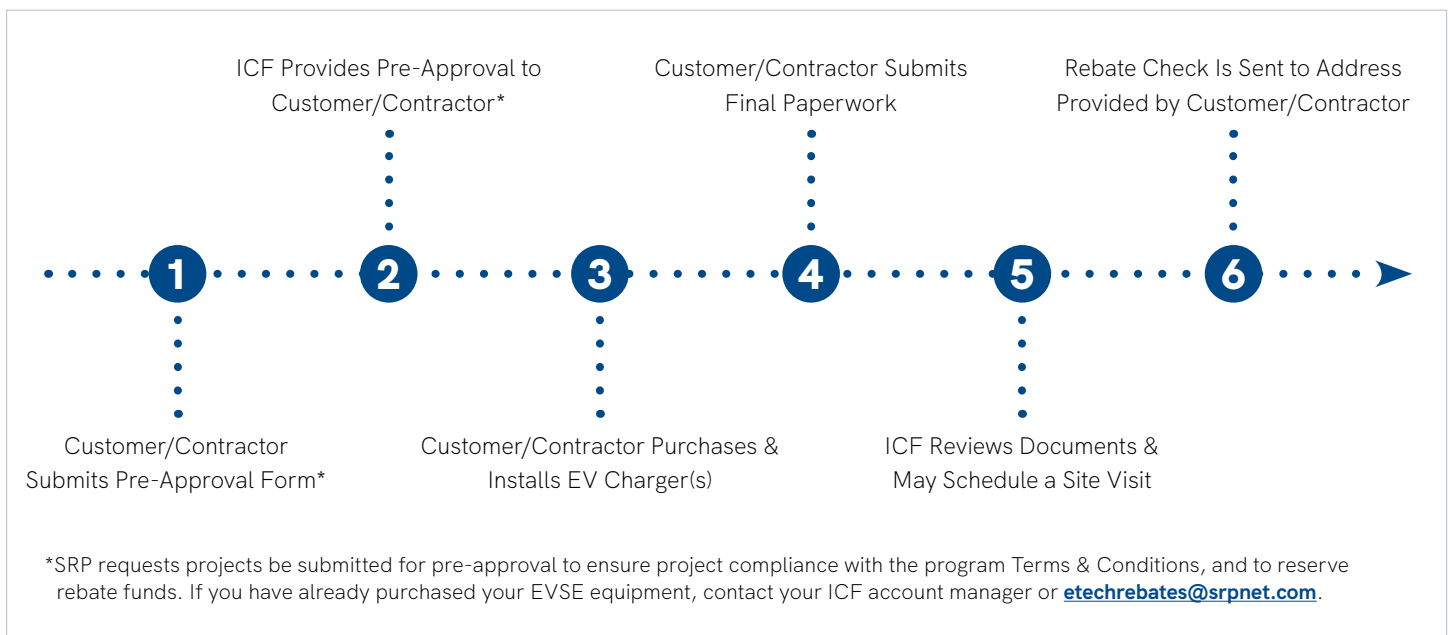 ICF Provides Pre-Approval to
Customer/Contractor*
Customer/Contractor Submits
Final Paperwork
Rebate Check Is Sent to Address
Provided by Customer/Contractor
1
2
3
4
5
6
Customer/Contractor
Submits Pre-Approval Form*
Customer/Contractor Purchases &
Installs EV Charger(s)
ICF Reviews Documents &
May Schedule a Site Visit
*SRP requests projects be submitted for pre-approval to ensure project compliance with the program Terms & Conditions, and to reserve
rebate funds. If you have already purchased your EVSE equipment, contact your ICF account manager or etechrebates@srpnet.com.